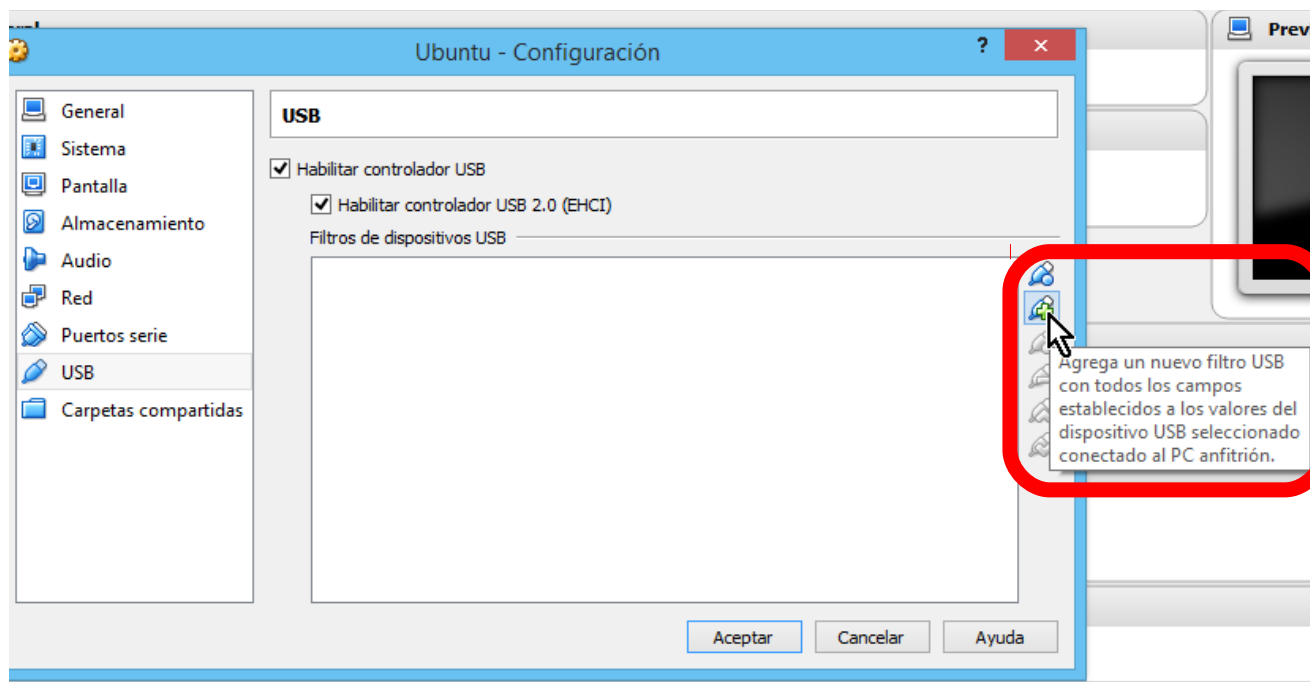 Prev
Ubuntu - Configuración
?
General
Sistema
Pantalla
Almacenamiento
Audio
Red
Puertos serie
USB
Carpetas compartidas
USB
Habilitar controlador USB
Habilitar controlador USB 2.0 (EHCI)
Filtros de dispositivos USB
Agrega un nuevo filtro USB
con todos los campos
establecidos a los valores del
dispositivo USB seleccionado
conectado al PC anfitrión.
Aceptar
Cancelar
Ayuda